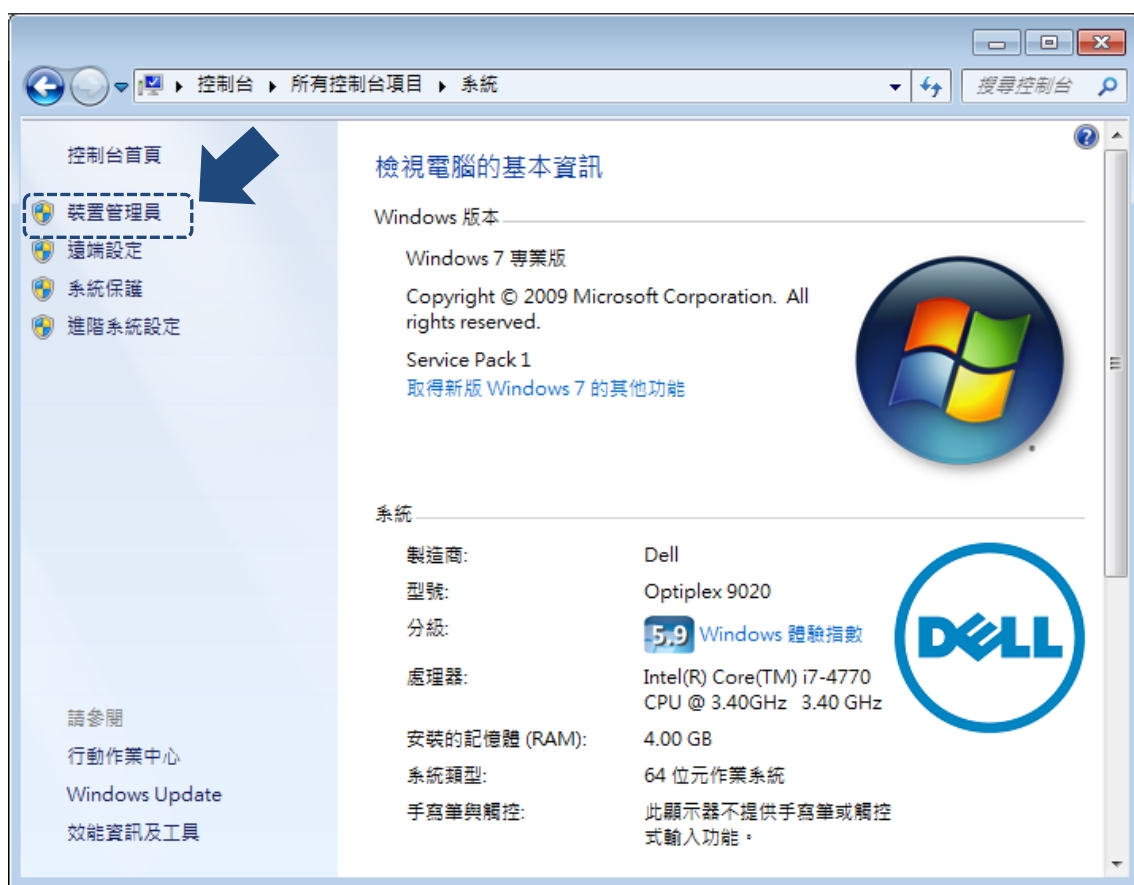 控制台 ▸ 所有控制台項目 ▸ 系統
搜尋控制台
控制台首頁
裝置管理員
遠端設定
系統保護
進階系統設定
請參閱
行動作業中心
Windows Update
效能資訊及工具
檢視電腦的基本資訊
Windows 版本
Windows 7 專業版
Copyright © 2009 Microsoft Corporation. All
rights reserved.
Service Pack 1
取得新版 Windows 7 的其他功能
系統
製造商: Dell
型號: Optiplex 9020
分級: 5.9 Windows 體驗指數
處理器: Intel(R) Core(TM) i7-4770
CPU @ 3.40GHz 3.40 GHz
安裝的記憶體 (RAM): 4.00 GB
系統類型: 64 位元作業系統
手寫筆與觸控: 此顯示器不提供手寫筆或觸控
式輸入功能。
DELL